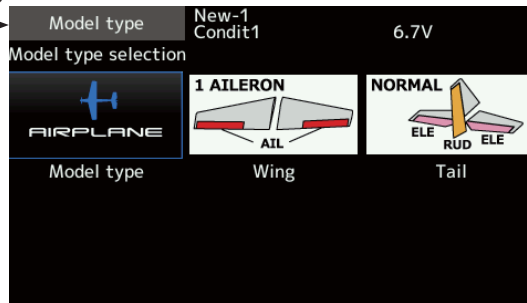 Model type
New-1
Condit1
6.7V
Model type selection
AIRPLANE
1 AILERON
AIL
NORMAL
ELE
RUD
ELE
Model type
Wing
Tail